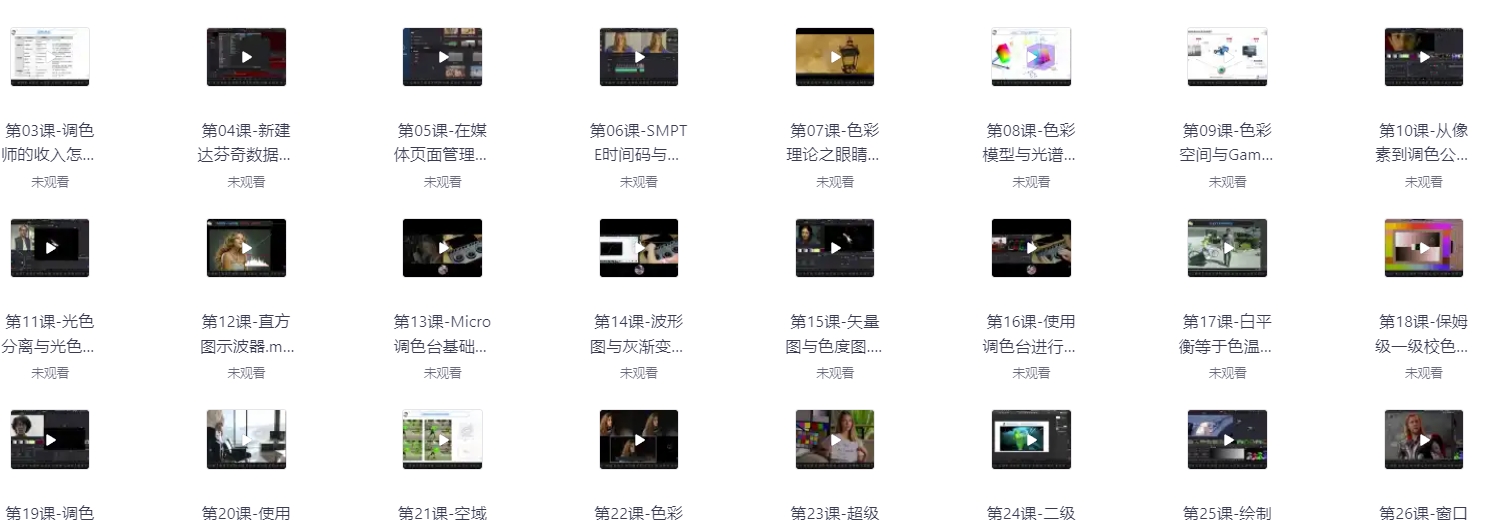 第03课-调色
师的收入怎...
未观看
第04课-新建
达芬奇数据...
未观看
第05课-在媒
体页面管理...
未观看
第06课-SMPT
E时间码与...
未观看
第07课-色彩
理论之眼睛...
未观看
第08课-色彩
模型与光谱...
未观看
第09课-色彩
空间与Gam...
未观看
第10课-从像
素到调色公...
未观看
第11课-光色
分离与光色...
未观看
第12课-直方
图示波器.m...
未观看
第13课-Micro
调色台基础...
未观看
第14课-波形
图与灰渐变...
未观看
第15课-矢量
图与色度图....
未观看
第16课-使用
调色台进行...
未观看
第17课-白平
衡等于色温...
未观看
第18课-保姆
级一级校色...
未观看
第19课-调色
第20课-使用
第21课-空域
第22课-色彩
第23课-超级
第24课-二级
第25课-绘制
第26课-窗口